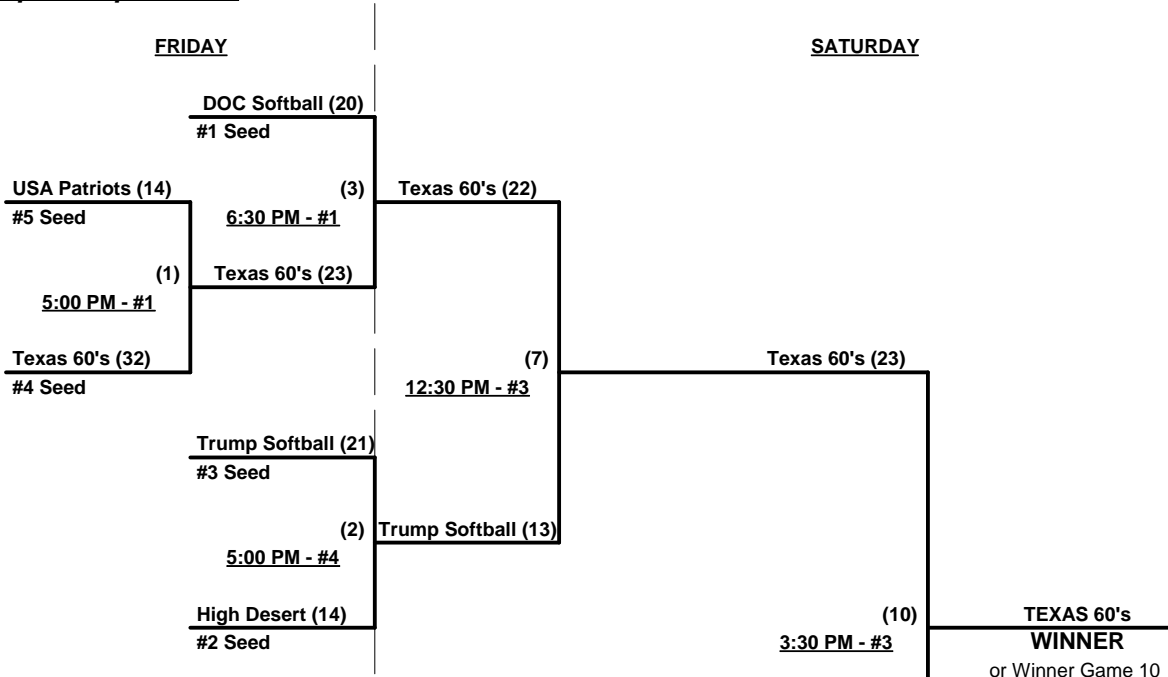 FRIDAY
SATURDAY
DOC Softball (20)
#1 Seed
USA Patriots (14)
#5 Seed
(3)
6:30 PM - #1
Texas 60's (22)
(1)
5:00 PM - #1
Texas 60's (23)
Texas 60's (32)
#4 Seed
(7)
12:30 PM - #3
Texas 60's (23)
Trump Softball (21)
#3 Seed
(2)
5:00 PM - #4
Trump Softball (13)
High Desert (14)
#2 Seed
(10)
3:30 PM - #3
TEXAS 60's
WINNER
or Winner Game 10